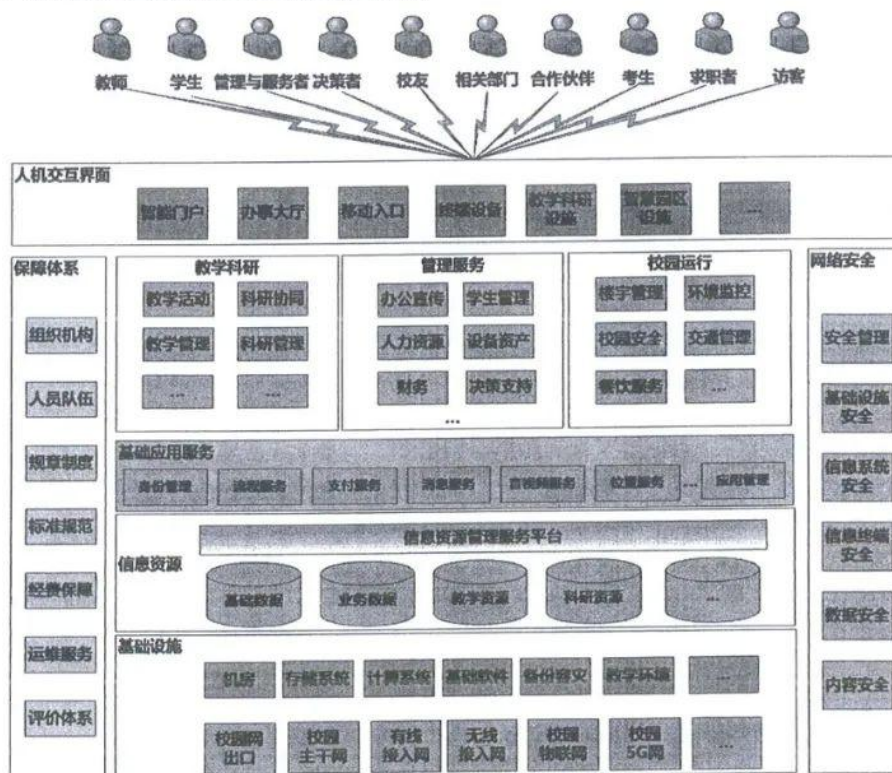 教师 学生 管理与服务者 决策者 校友 相关部门 合作伙伴 考生 求职者 访客
人机交互界面
智能门户 办事大厅 移动入口 终端设备 教学科研设施 智慧园区设施 ...
保障体系
组织机构
人员队伍
规章制度
标准规范
经费保障
运维服务
评价体系
教学科研
教学活动 科研协同
教学管理 科研管理
... ...
管理服务
办公宣传 学生管理
人力资源 设备资产
财务 决策支持
...
校园运行
楼宇管理 环境监控
校园安全 交通管理
餐饮服务 ...
基础应用服务
身份管理 流程服务 支付服务 消息服务 音视频服务 位置服务 ... 应用管理
信息资源
信息资源管理服务平台
基础数据 业务数据 教学资源 科研资源 ...
基础设施
机房 存储系统 计算系统 基础软件 备份容灾 教学环境 ...
校园网出口 校园主干网 有线接入网 无线接入网 校园物联网 校园5G网 ...
网络安全
安全管理
基础设施安全
信息系统安全
信息终端安全
数据安全
内容安全